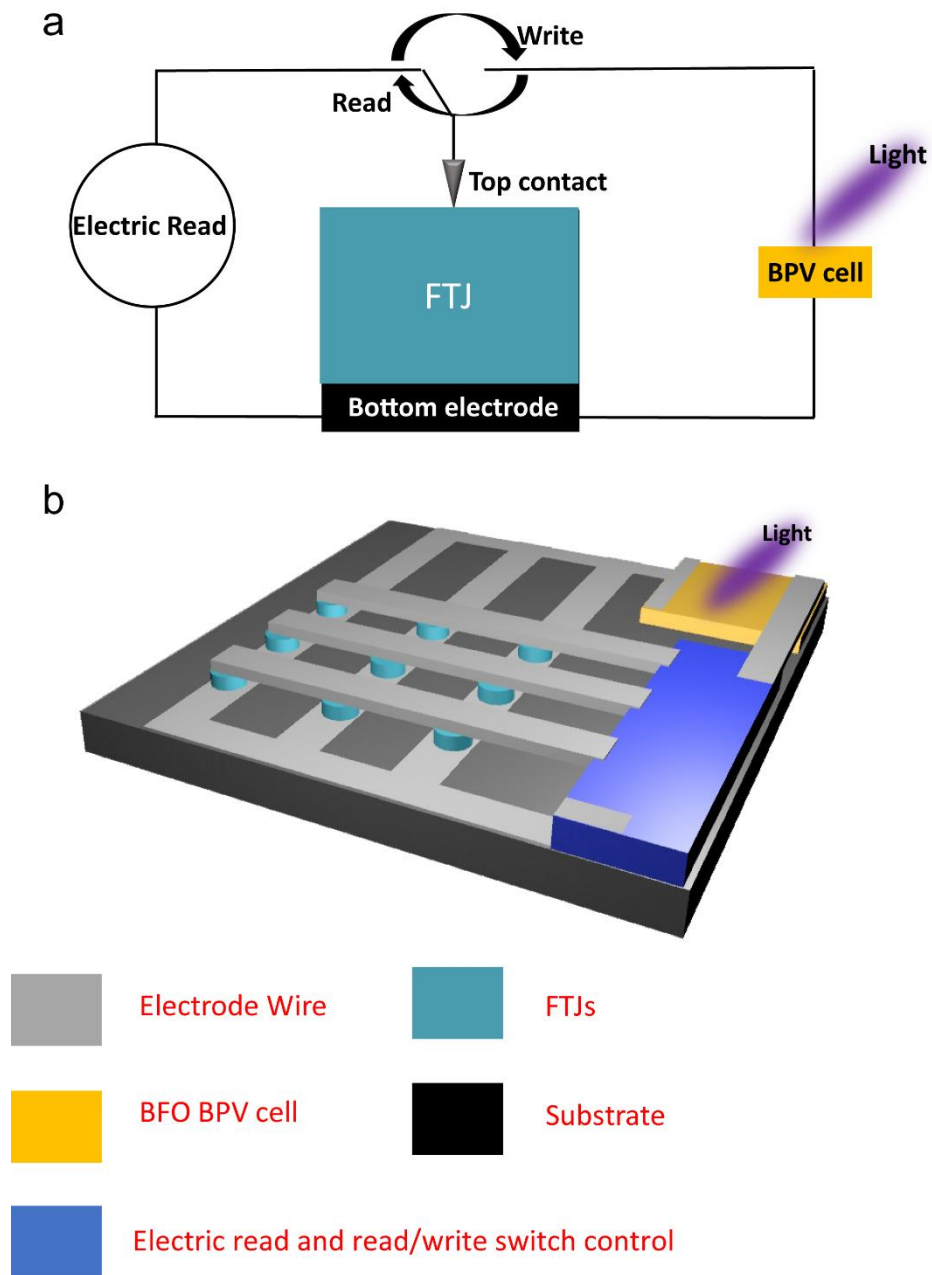 a
Write
Read
Light
Top contact
Electric Read
BPV cell
FTJ
Bottom electrode
b
Light
Electrode Wire
FTJs
BFO BPV cell
Substrate
Electric read and read/write switch control